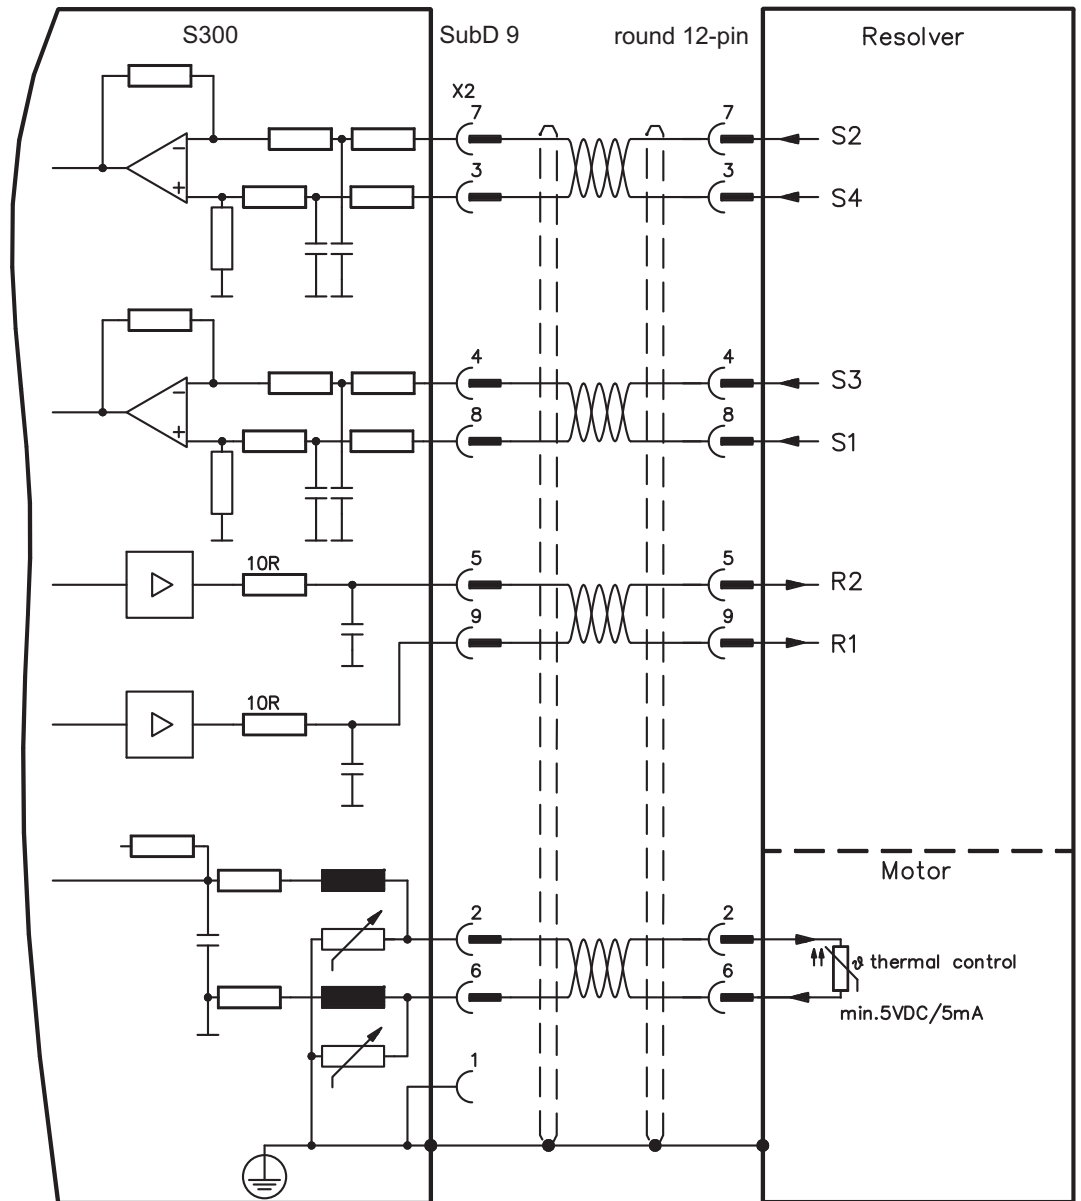 S300 SubD 9 round 12-pin Resolver
X2
7 7 S2
3 3 S4
− +
4 4 S3
8 8 S1
− +
10R 5 5 R2
9 9 R1
10R
Motor
2 2
ϑ thermal control
6 6
min.5VDC/5mA
1